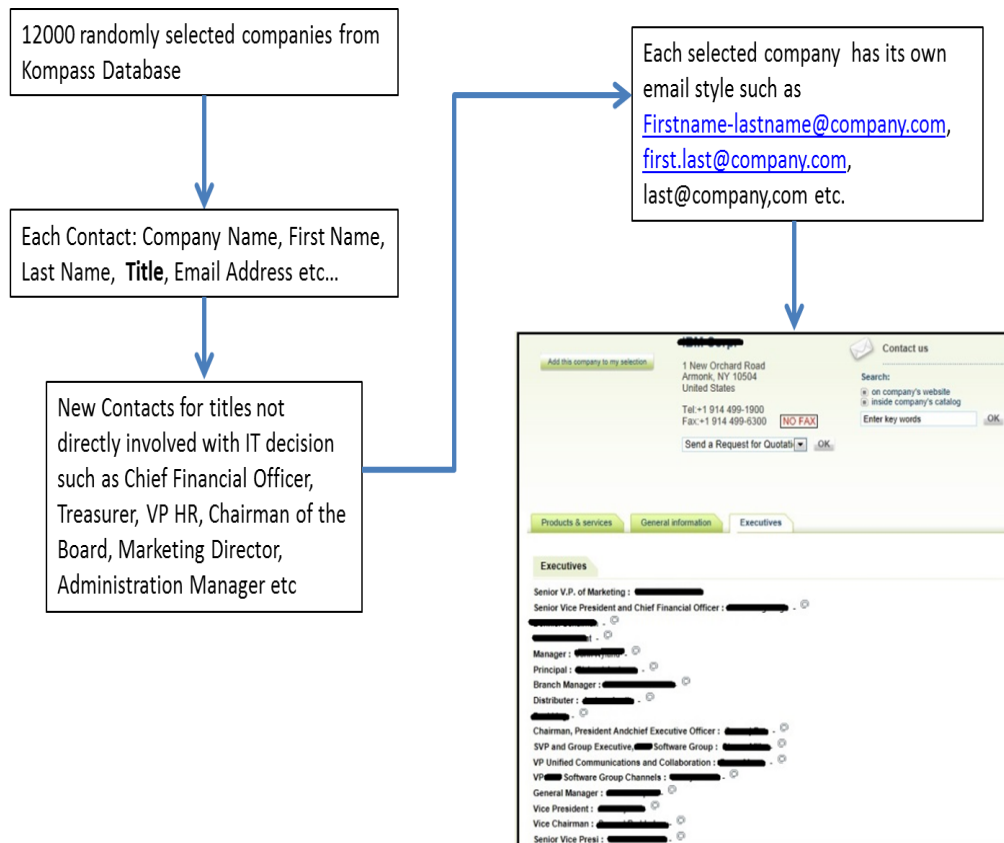 12000 randomly selected companies from
Kompass Database
Each Contact: Company Name, First Name,
Last Name, Title, Email Address etc...
New Contacts for titles not
directly involved with IT decision
such as Chief Financial Officer,
Treasurer, VP HR, Chairman of the
Board, Marketing Director,
Administration Manager etc
Each selected company has its own
email style such as
Firstname-lastname@company.com,
first.last@company.com,
last@company,com etc.
Add this company to my selection
1 New Orchard Road
Armonk, NY 10504
United States
Tel:+1 914 499-1900
Fax:+1 914 499-6300 NO FAX
Send a Request for Quotati OK
Contact us
Search:
on company's website
inside company's catalog
Enter key words OK
Products & services General information Executives
Executives
Senior V.P. of Marketing :
Senior Vice President and Chief Financial Officer : -
-
-
Manager : -
Principal : -
Branch Manager : -
Distributer : -
-
Chairman, President Andchief Executive Officer : -
SVP and Group Executive, Software Group : -
VP Unified Communications and Collaboration : -
VP Software Group Channels : -
General Manager : -
Vice President :
Vice Chairman : -
Senior Vice Presi : -